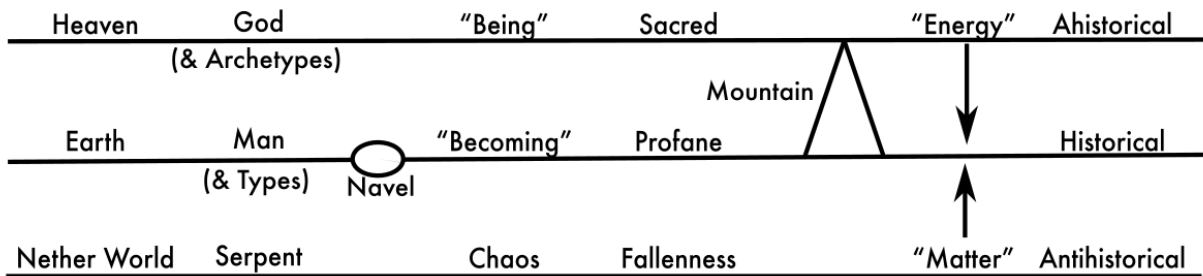 Heaven God “Being” Sacred “Energy” Ahistorical
(& Archetypes)
Mountain
Earth Man “Becoming” Profane Historical
(& Types) Navel
Nether World Serpent Chaos Fallenness “Matter” Antihistorical